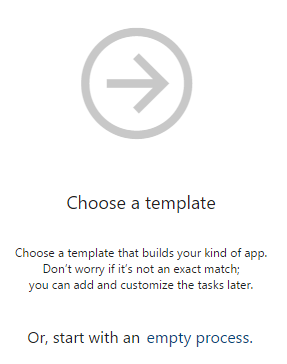 Choose a template
Choose a template that builds your kind of app.
Don't worry if it's not an exact match;
you can add and customize the tasks later.
Or, start with an empty process.